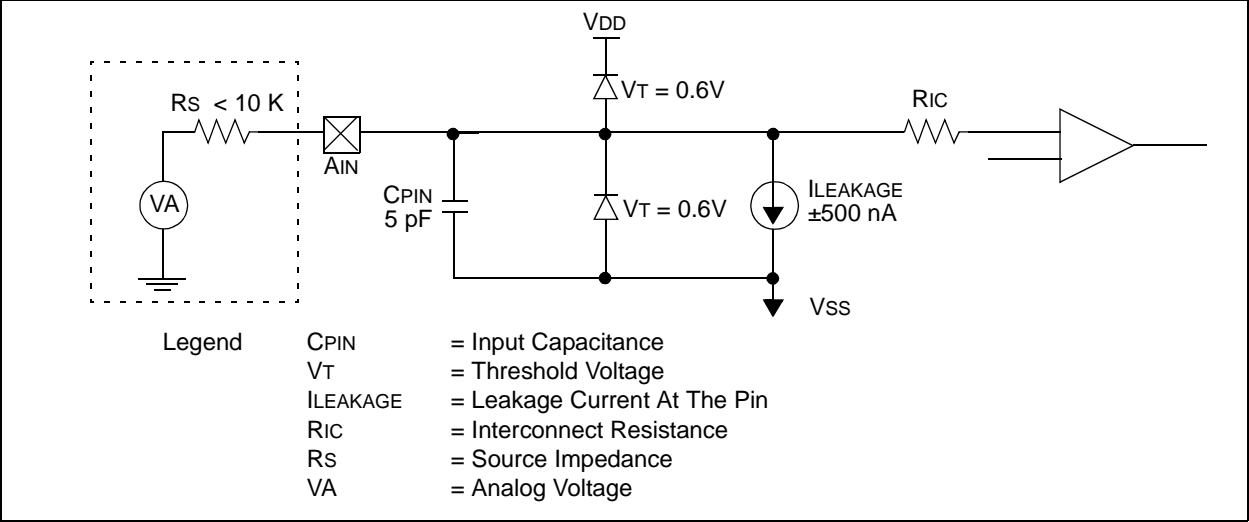 VDD
VT = 0.6V
RS < 10 K
RIC
AIN
CPIN
5 pF
VA
VT = 0.6V
ILEAKAGE
±500 nA
VSS
Legend CPIN = Input Capacitance
VT = Threshold Voltage
ILEAKAGE = Leakage Current At The Pin
RIC = Interconnect Resistance
RS = Source Impedance
VA = Analog Voltage